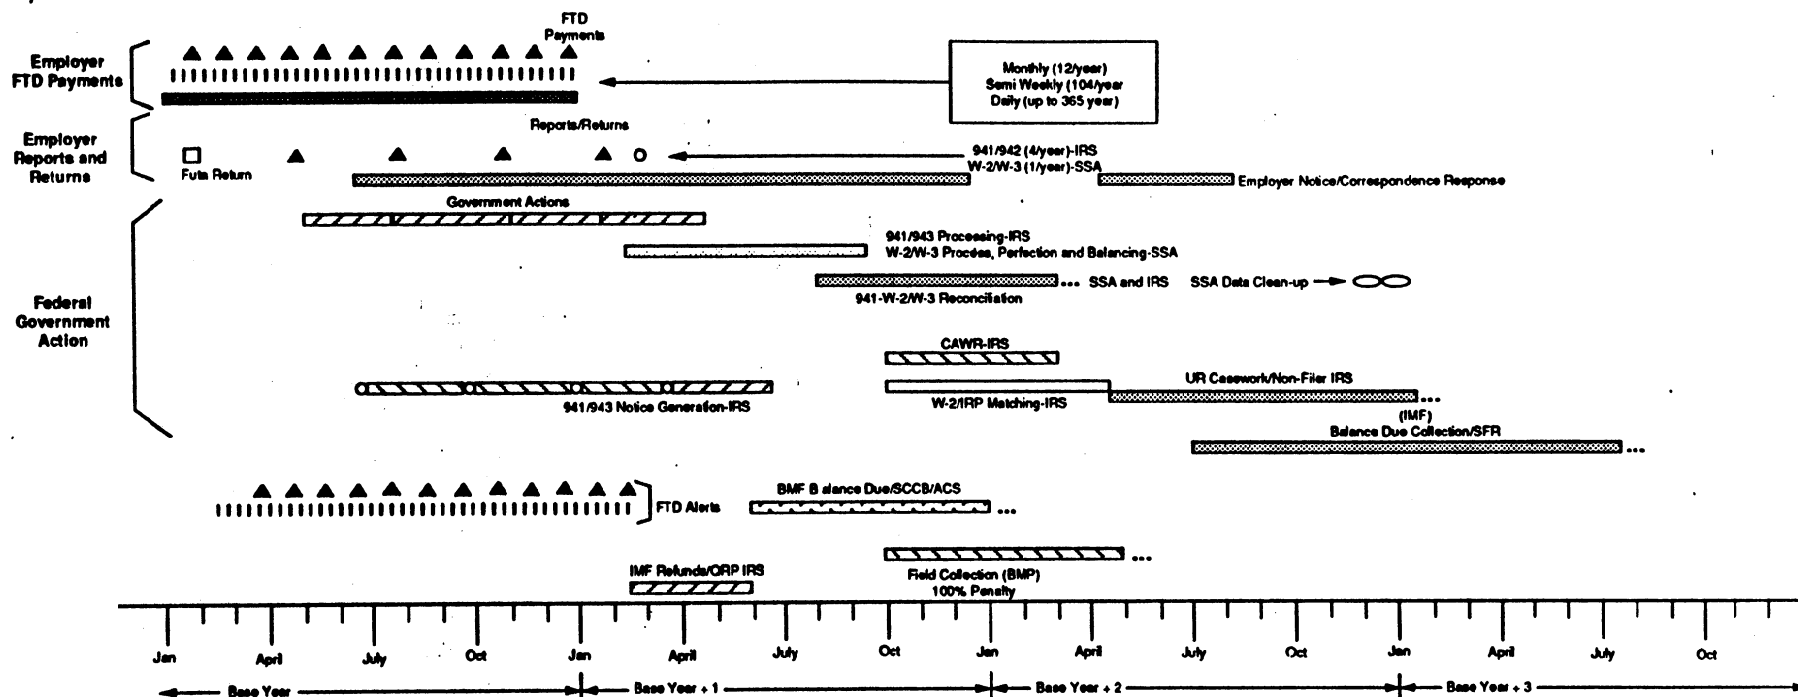 FTD
Payments
Employer
FTD Payments
Monthly (12/year)
Semi Weekly (104/year
Daily (up to 365 year)
Reports/Returns
Employer
Reports and
Returns
Futa Return
941/942 (4/year)-IRS
W-2/W-3 (1/year)-SSA
Employer Notice/Correspondence Response
Government Actions
941/943 Processing-IRS
W-2/W-3 Process, Perfection and Balancing-SSA
... SSA and IRS
SSA Data Clean-up
941-W-2/W-3 Reconciliation
Federal
Government
Action
CAWR-IRS
941/943 Notice Generation-IRS
W-2/IRP Matching-IRS
UR Casework/Non-Filer IRS
...
(IMF)
Balance Due Collection/SFR
...
FTD Alerts
BMF B alance Due/SCCB/ACS
...
...
IMF Refunds/ORP IRS
Field Collection (BMP)
100% Penalty
Jan April July Oct Jan April July Oct Jan April July Oct Jan April July Oct
Base Year Base Year + 1 Base Year + 2 Base Year + 3